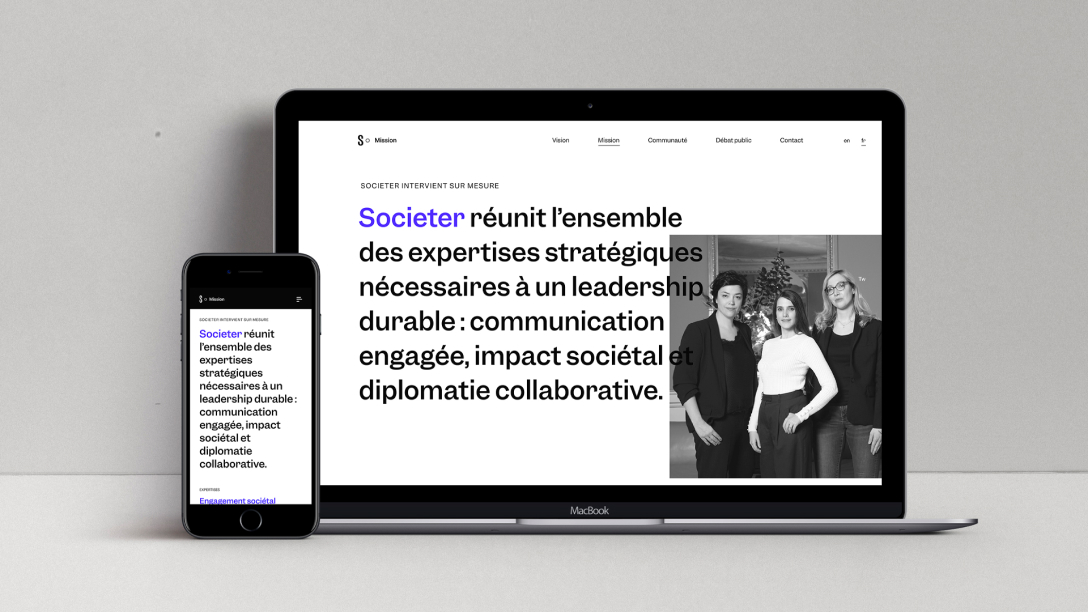 S Mission
Vision Mission Communauté Débat public Contact en fr
SOCIETER INTERVIENT SUR MESURE
Societer réunit l’ensemble
des expertises stratégiques
nécessaires à un leadership
durable : communication
engagée, impact sociétal et
diplomatie collaborative.
Tw
MacBook
S Mission
SOCIETER INTERVIENT SUR MESURE
Societer réunit
l’ensemble des
expertises
stratégiques
nécessaires à un
leadership durable :
communication
engagée, impact
sociétal et
diplomatie
collaborative.
EXPERTISES
Engagement sociétal